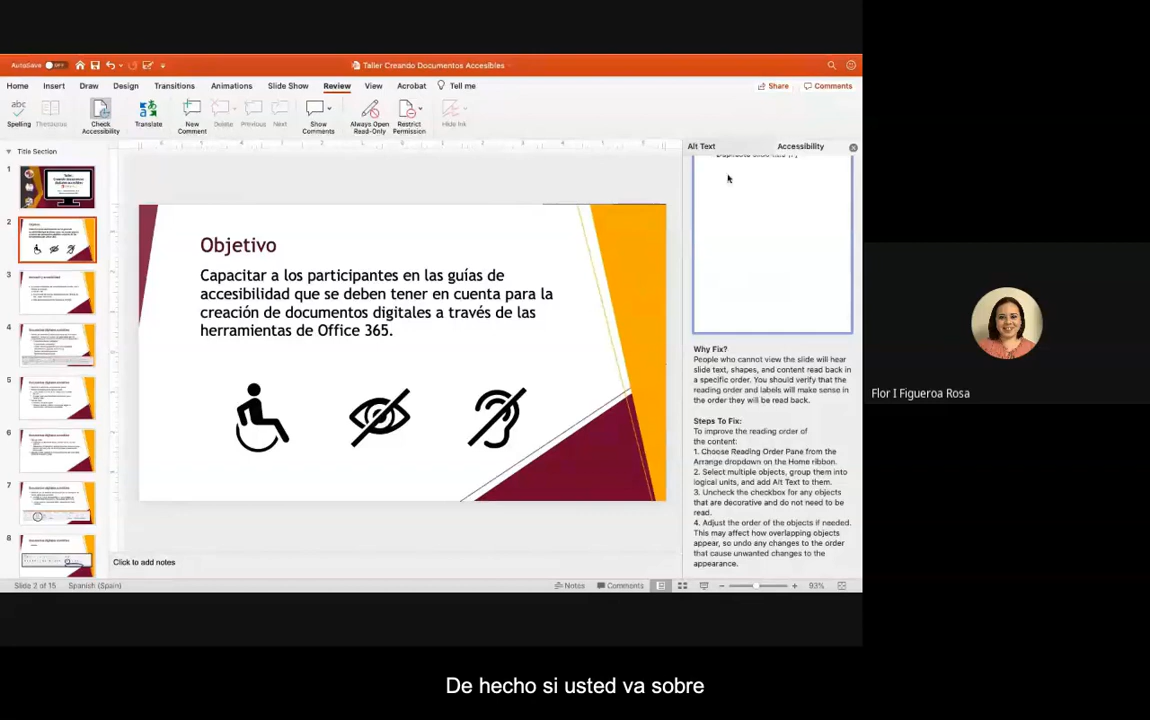 AutoSave OFF
Taller Creando Documentos Accesibles
Home Insert Draw Design Transitions Animations Slide Show Review View Acrobat Tell me
Share Comments
abc
Spelling
Thesaurus
Check
Accessibility
Translate
New
Comment
Delete
Previous
Next
Show
Comments
Always Open
Read-Only
Restrict
Permission
Hide Ink
Title Section
1
2
3
4
5
6
7
8
Objetivo
Capacitar a los participantes en las guías de
accesibilidad que se deben tener en cuenta para la
creación de documentos digitales a través de las
herramientas de Office 365.
Click to add notes
Alt Text Accessibility
Why Fix?
People who cannot view the slide will hear
slide text, shapes, and content read back in
a specific order. You should verify that the
reading order and labels will make sense in
the order they will be read back.
Steps To Fix:
To improve the reading order of
the content:
1. Choose Reading Order Pane from the
Arrange dropdown on the Home ribbon.
2. Select multiple objects, group them into
logical units, and add Alt Text to them.
3. Uncheck the checkbox for any objects
that are decorative and do not need to be
read.
4. Adjust the order of the objects if needed.
This may affect how overlapping objects
appear, so undo any changes to the order
that cause unwanted changes to the
appearance.
Slide 2 of 15 Spanish (Spain)
Notes Comments 93%
Flor I Figueroa Rosa
De hecho si usted va sobre